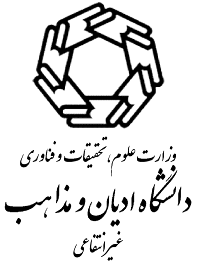 وزارت علوم، تحقیقات و فناوری
دانشگاه ادیان و مذاهب
غیرانتفاعی